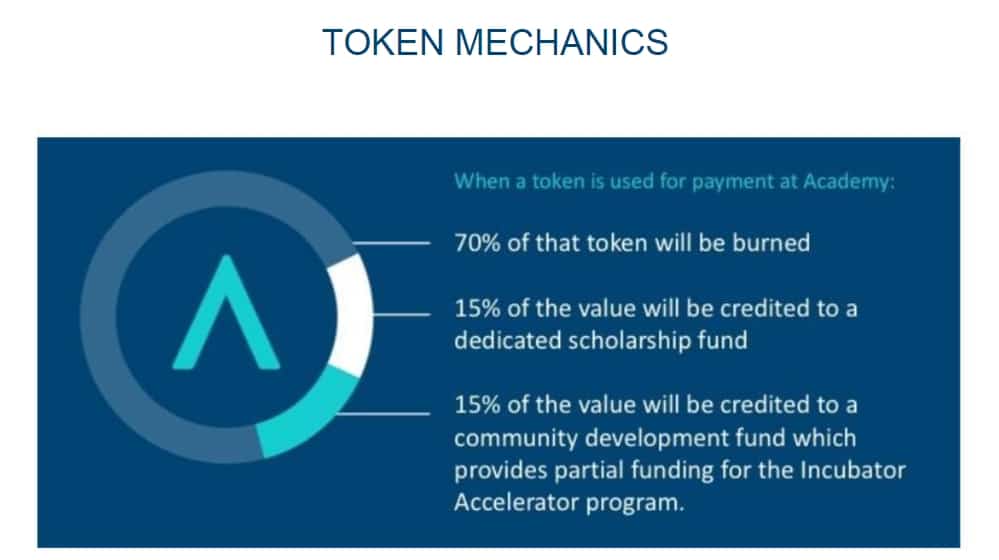 TOKEN MECHANICS
When a token is used for payment at Academy:
70% of that token will be burned
15% of the value will be credited to a
dedicated scholarship fund
15% of the value will be credited to a
community development fund which
provides partial funding for the Incubator
Accelerator program.